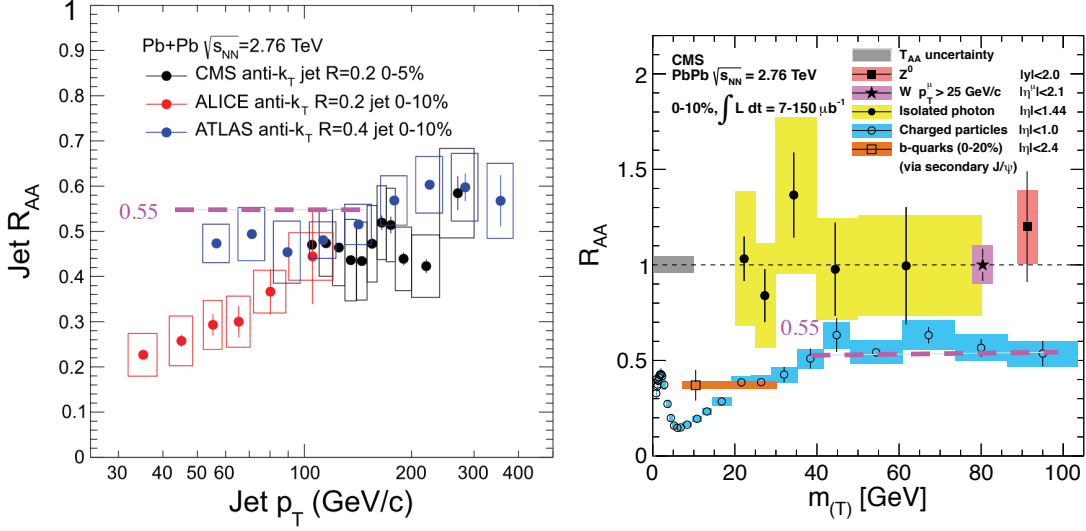 1
0.9
0.8
0.7
0.6
0.5
0.4
0.3
0.2
0.1
0
Jet R_AA
Pb+Pb √s_NN=2.76 TeV
CMS anti-k_T jet R=0.2 0-5%
ALICE anti-k_T R=0.2 jet 0-10%
ATLAS anti-k_T R=0.4 jet 0-10%
0.55
30 40 50 60 100 200 300 400
Jet p_T (GeV/c)
2
1.5
1
0.5
0
R_AA
CMS
PbPb √s_NN = 2.76 TeV
0-10%, ∫ L dt = 7-150 μb⁻¹
T_AA uncertainty
Z⁰ |y|<2.0
W p_T^μ > 25 GeV/c |η^μ|<2.1
Isolated photon |η|<1.44
Charged particles |η|<1.0
b-quarks (0-20%) |η|<2.4
(via secondary J/ψ)
0.55
0 20 40 60 80 100
m_(T) [GeV]